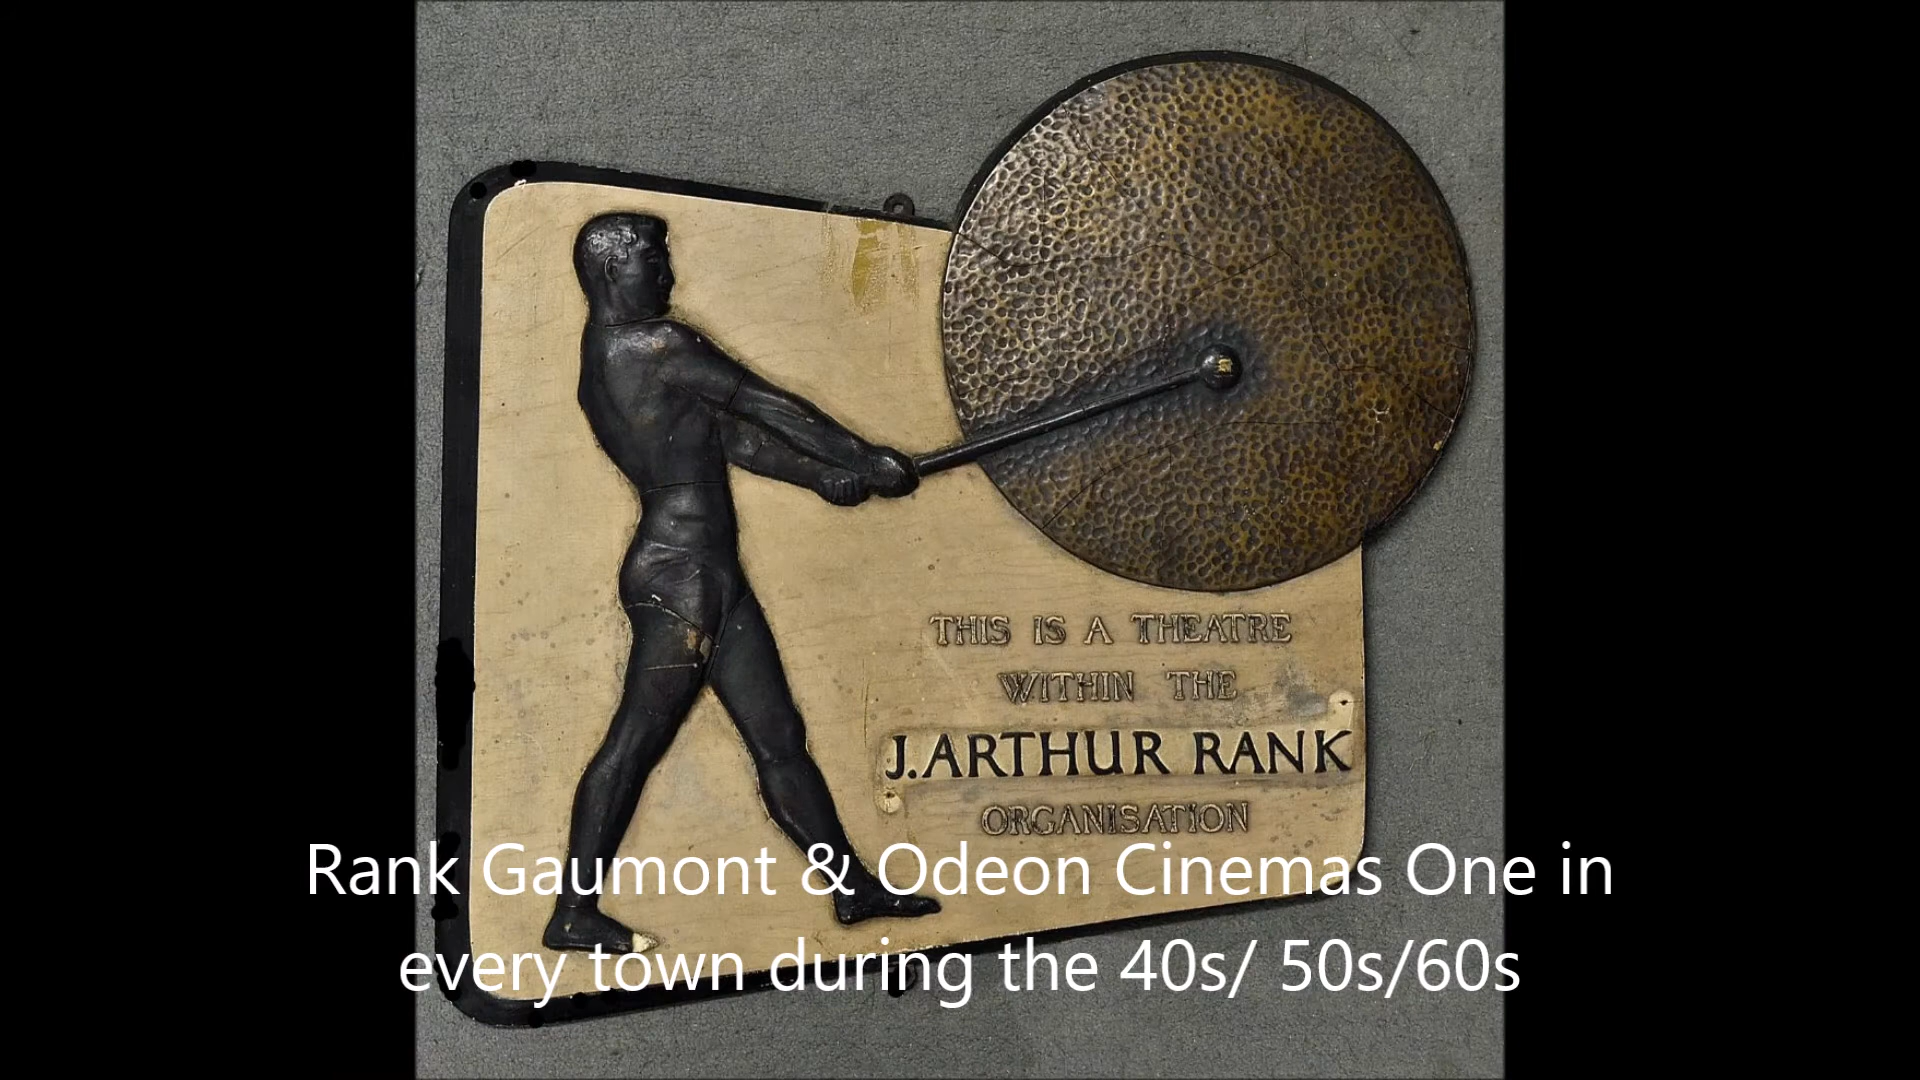 THIS IS A THEATRE
WITHIN THE
J.ARTHUR RANK
ORGANISATION
Rank Gaumont & Odeon Cinemas One in
every town during the 40s/ 50s/60s